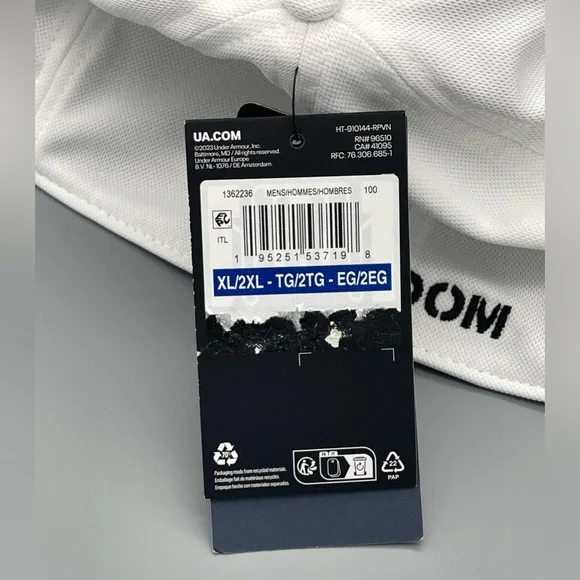 UA.COM
©2023 Under Armour, Inc.
Baltimore, MD / All rights reserved.
Under Armour Europe
B.V. NL-1076 / DE Amsterdam.
HT-910144-RPVN
RN# 96510
CA# 41095
RFC: 76.306.685-1
1362236 MENS/HOMMES/HOMBRES 100
ITL
1 95251 53719 8
XL/2XL - TG/2TG - EG/2EG
DOM
Packaging made from recycled materials.
Emballage fait de matériaux recyclés.
Empaque hecho con materiales separados.
22
PAP